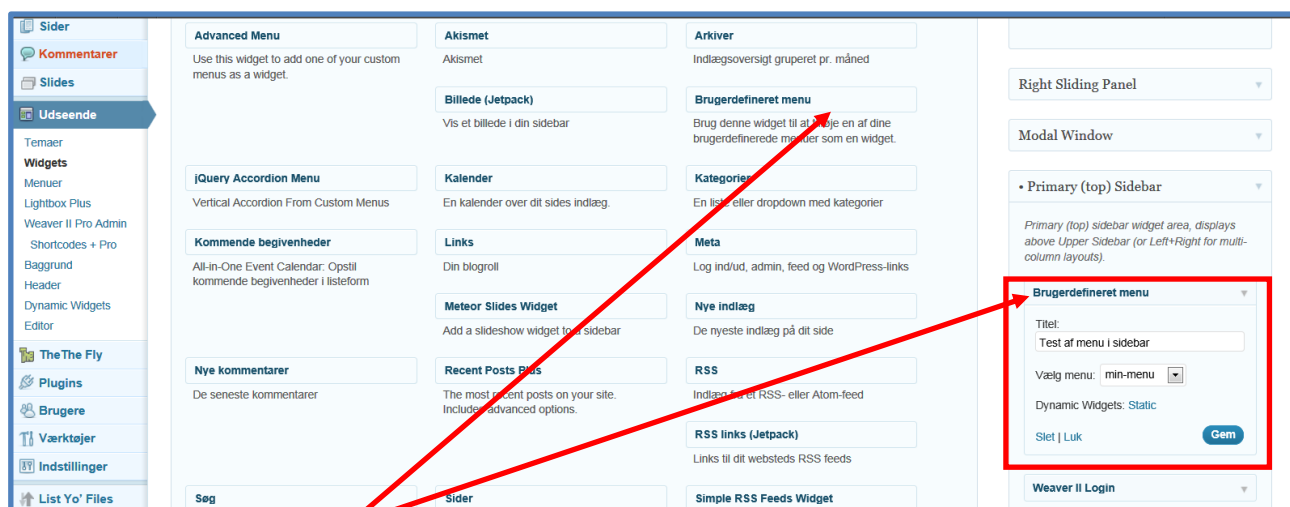 Sider
Kommentarer
Slides
Udseende
Temaer
Widgets
Menuer
Lightbox Plus
Weaver II Pro Admin
Shortcodes + Pro
Baggrund
Header
Dynamic Widgets
Editor
TheThe Fly
Plugins
Brugere
Værktøjer
Indstillinger
List Yo' Files
Advanced Menu
Use this widget to add one of your custom
menus as a widget.
Akismet
Akismet
Arkiver
Indlægsoversigt grupperet pr. måned
Billede (Jetpack)
Vis et billede i din sidebar
Brugerdefineret menu
Brug denne widget til at tilføje en af dine
brugerdefinerede menuer som en widget.
jQuery Accordion Menu
Vertical Accordion From Custom Menus
Kalender
En kalender over dit sides indlæg.
Kategorier
En liste eller dropdown med kategorier
Kommende begivenheder
All-in-One Event Calendar: Opstil
kommende begivenheder i listeform
Links
Din blogroll
Meta
Log ind/ud, admin, feed og WordPress-links
Meteor Slides Widget
Add a slideshow widget to a sidebar
Nye indlæg
De nyeste indlæg på dit side
Nye kommentarer
De seneste kommentarer
Recent Posts Plus
The most recent posts on your site.
Includes advanced options.
RSS
Indlæg fra et RSS- eller Atom-feed
RSS links (Jetpack)
Links til dit websteds RSS feeds
Søg
Sider
Simple RSS Feeds Widget
Right Sliding Panel
Modal Window
• Primary (top) Sidebar
Primary (top) sidebar widget area, displays
above Upper Sidebar (or Left+Right for multi-
column layouts).
Brugerdefineret menu
Titel:
Test af menu i sidebar
Vælg menu: min-menu
Dynamic Widgets: Static
Slet | Luk
Gem
Weaver II Login